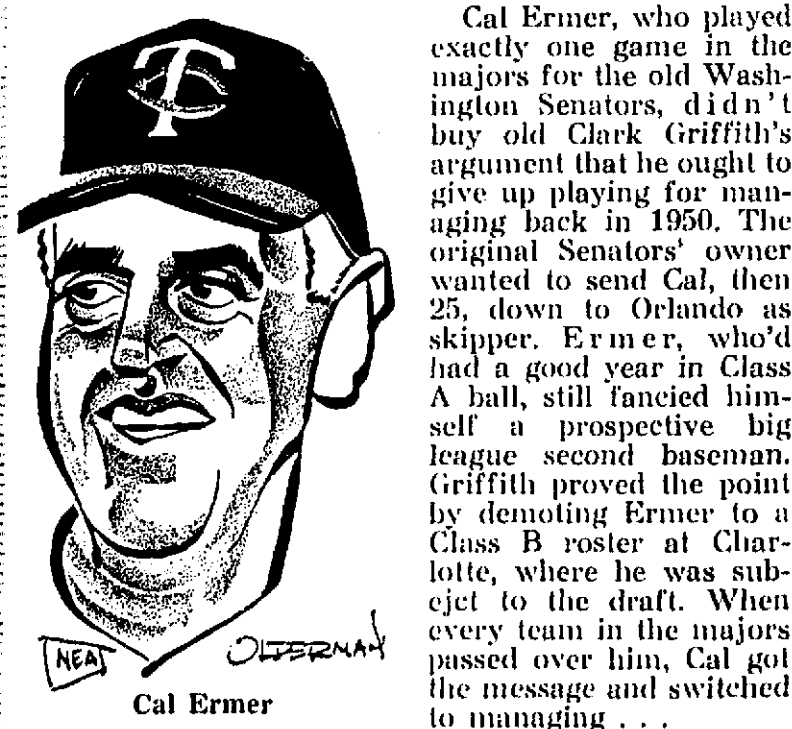 TC
NEA
OLDERMAN
Cal Ermer
Cal Ermer, who played
exactly one game in the
majors for the old Wash-
ington Senators, didn't
buy old Clark Griffith's
argument that he ought to
give up playing for man-
aging back in 1950. The
original Senators' owner
wanted to send Cal, then
25, down to Orlando as
skipper. Ermer, who'd
had a good year in Class
A ball, still fancied him-
self a prospective big
league second baseman.
Griffith proved the point
by demoting Ermer to a
Class B roster at Char-
lotte, where he was sub-
ejct to the draft. When
every team in the majors
passed over him, Cal got
the message and switched
to managing . . .